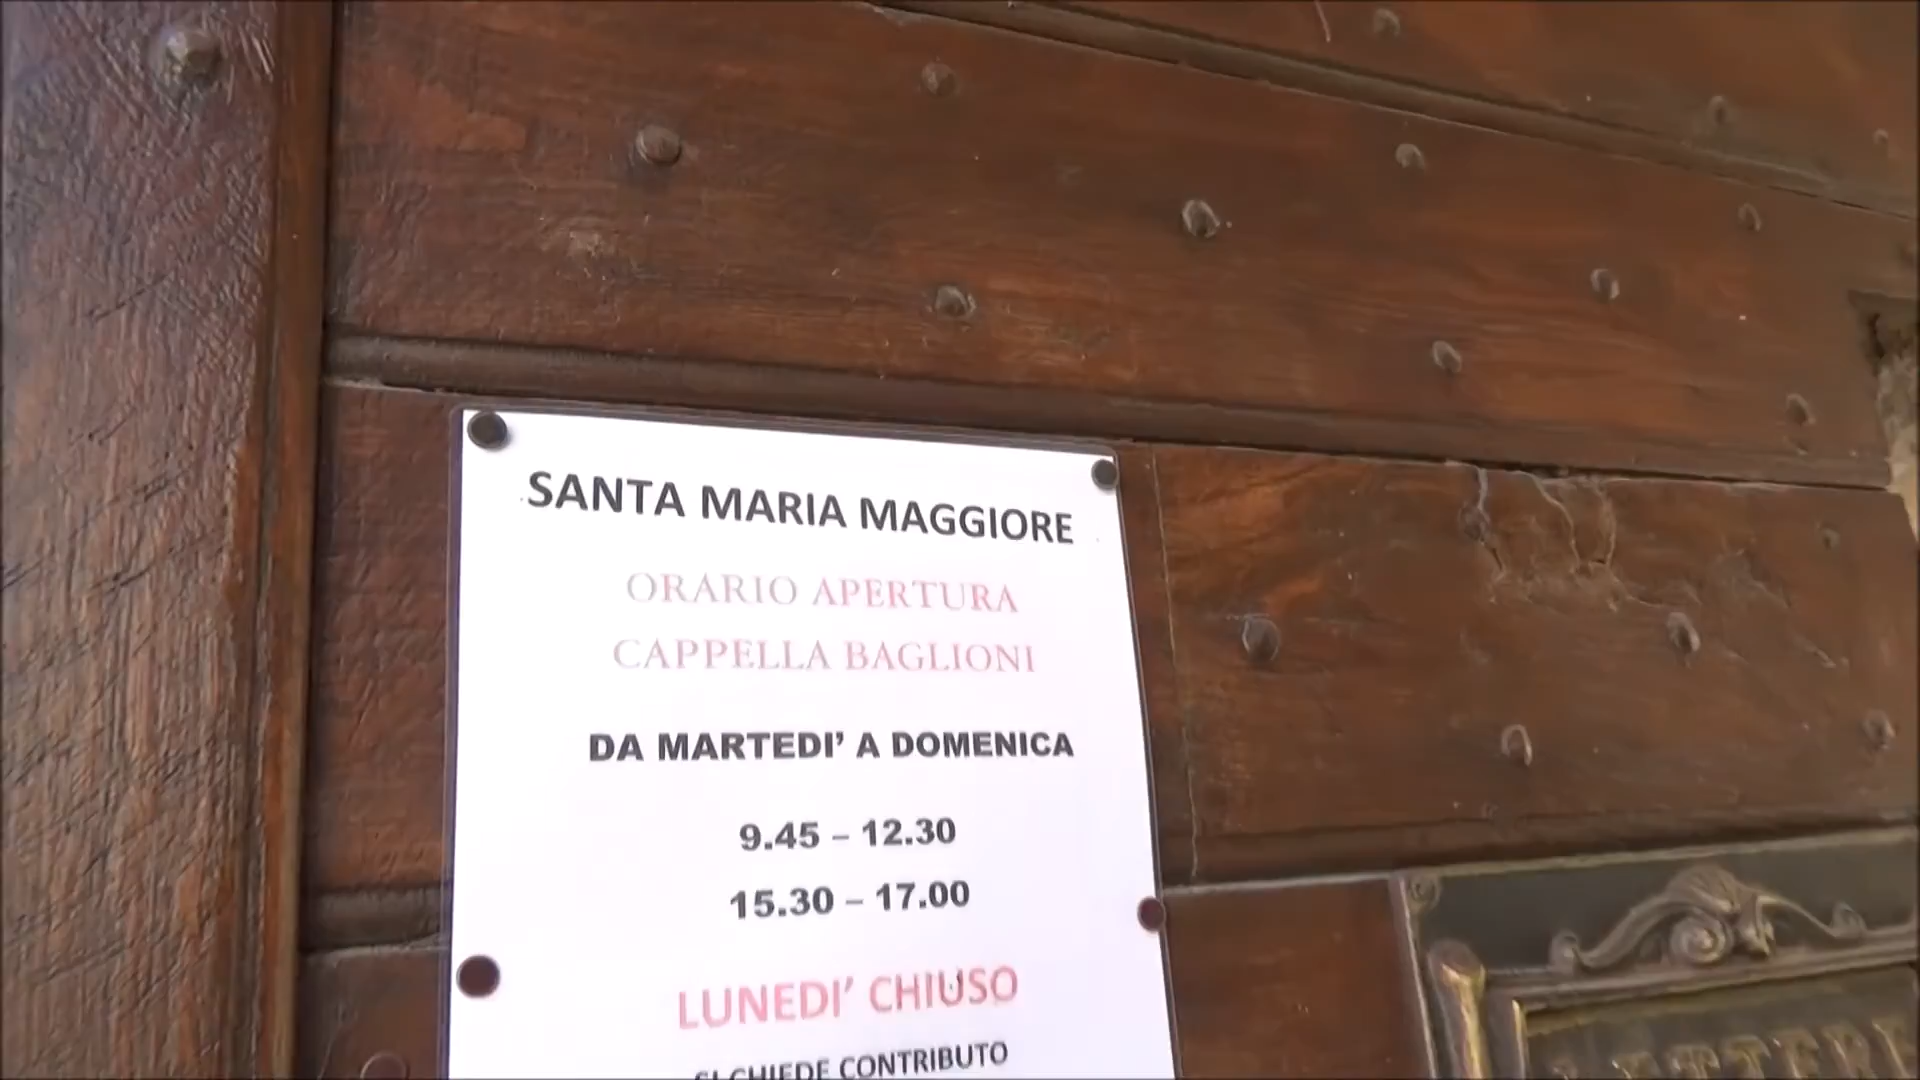 SANTA MARIA MAGGIORE
ORARIO APERTURA
CAPPELLA BAGLIONI
DA MARTEDI’ A DOMENICA
9.45 – 12.30
15.30 – 17.00
LUNEDI’ CHIUSO
SI CHIEDE CONTRIBUTO